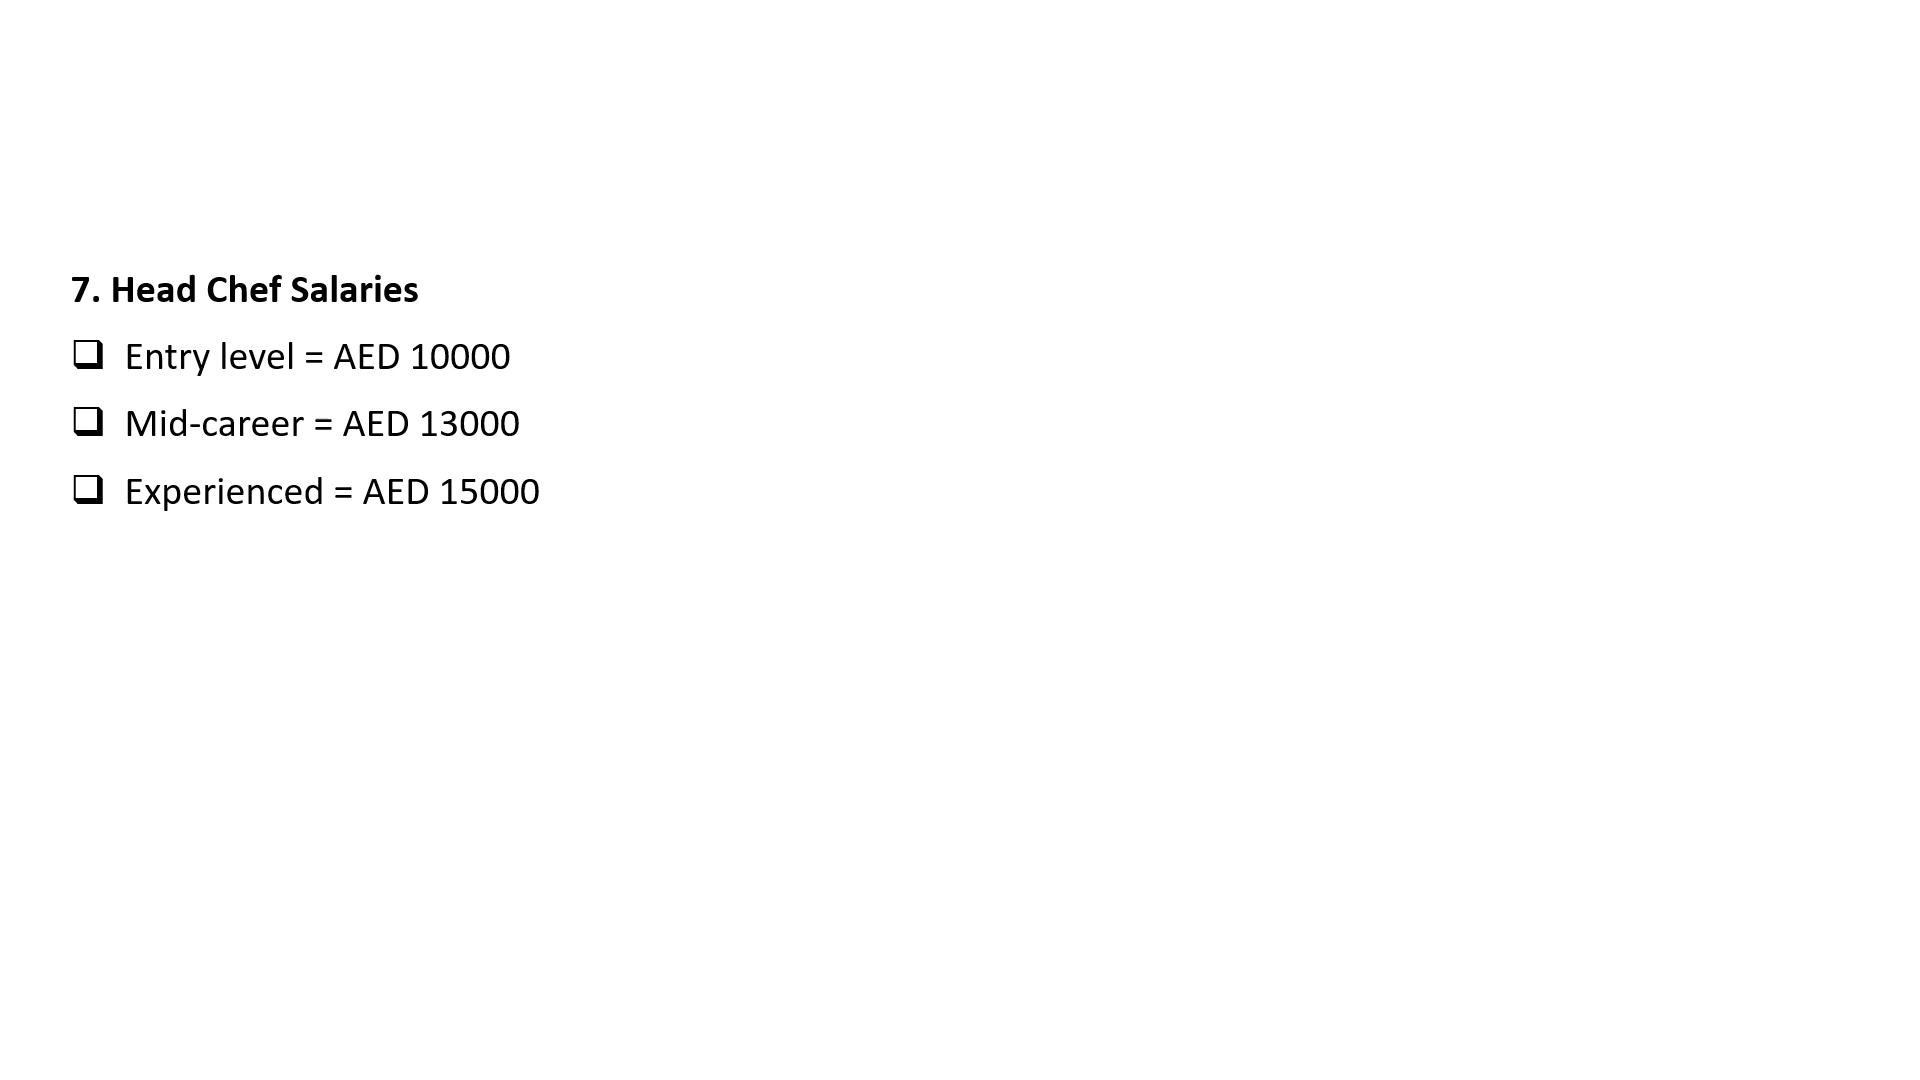 7. Head Chef Salaries
❑ Entry level = AED 10000
❑ Mid-career = AED 13000
❑ Experienced = AED 15000